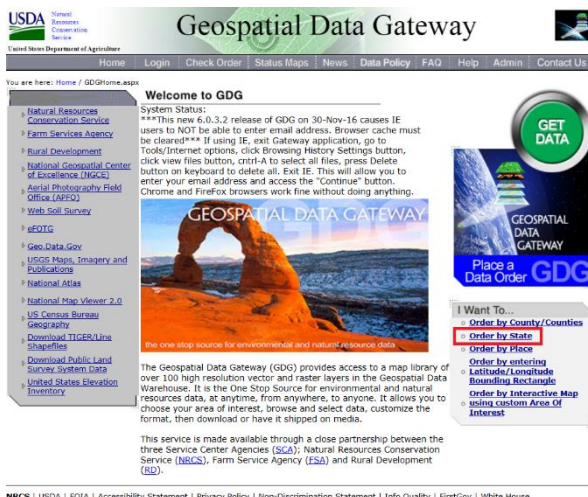 USDA
Natural
Resources
Conservation
Service
United States Department of Agriculture
Geospatial Data Gateway
Home Login Check Order Status Maps News Data Policy FAQ Help Admin Contact Us
You are here: Home / GDGHome.aspx
Natural Resources
Conservation Service
Farm Services Agency
Rural Development
National Geospatial Center
of Excellence (NGCE)
Aerial Photography Field
Office (APFO)
Web Soil Survey
eFOTG
Geo.Data.Gov
USGS Maps, Imagery and
Publications
National Atlas
National Map Viewer 2.0
US Census Bureau
Geography
Download TIGER/Line
Shapefiles
Download Public Land
Survey System Data
United States Elevation
Inventory
Welcome to GDG
System Status:
***This new 6.0.3.2 release of GDG on 30-Nov-16 causes IE
users to NOT be able to enter email address. Browser cache must
be cleared*** If using IE, exit Gateway application, go to
Tools/Internet options, click Browsing History Settings button,
click view files button, cntrl-A to select all files, press Delete
button on keyboard to delete all. Exit IE. This will allow you to
enter your email address and access the "Continue" button.
Chrome and FireFox browsers work fine without doing anything.
GEOSPATIAL DATA GATEWAY
GDG
the one stop source for environmental and natural resource data
The Geospatial Data Gateway (GDG) provides access to a map library of
over 100 high resolution vector and raster layers in the Geospatial Data
Warehouse. It is the One Stop Source for environmental and natural
resources data, at anytime, from anywhere, to anyone. It allows you to
choose your area of interest, browse and select data, customize the
format, then download or have it shipped on media.
This service is made available through a close partnership between the
three Service Center Agencies (SCA); Natural Resources Conservation
Service (NRCS), Farm Service Agency (FSA) and Rural Development
(RD).
GET
DATA
GEOSPATIAL
DATA
GATEWAY
Place a
Data Order GDG
I Want To...
Order by County/Counties
Order by State
Order by Place
Order by entering
Latitude/Longitude
Bounding Rectangle
Order by Interactive Map
using custom Area Of
Interest
NRCS | USDA | FOIA | Accessibility Statement | Privacy Policy | Non-Discrimination Statement | Info Quality | FirstGov | White House